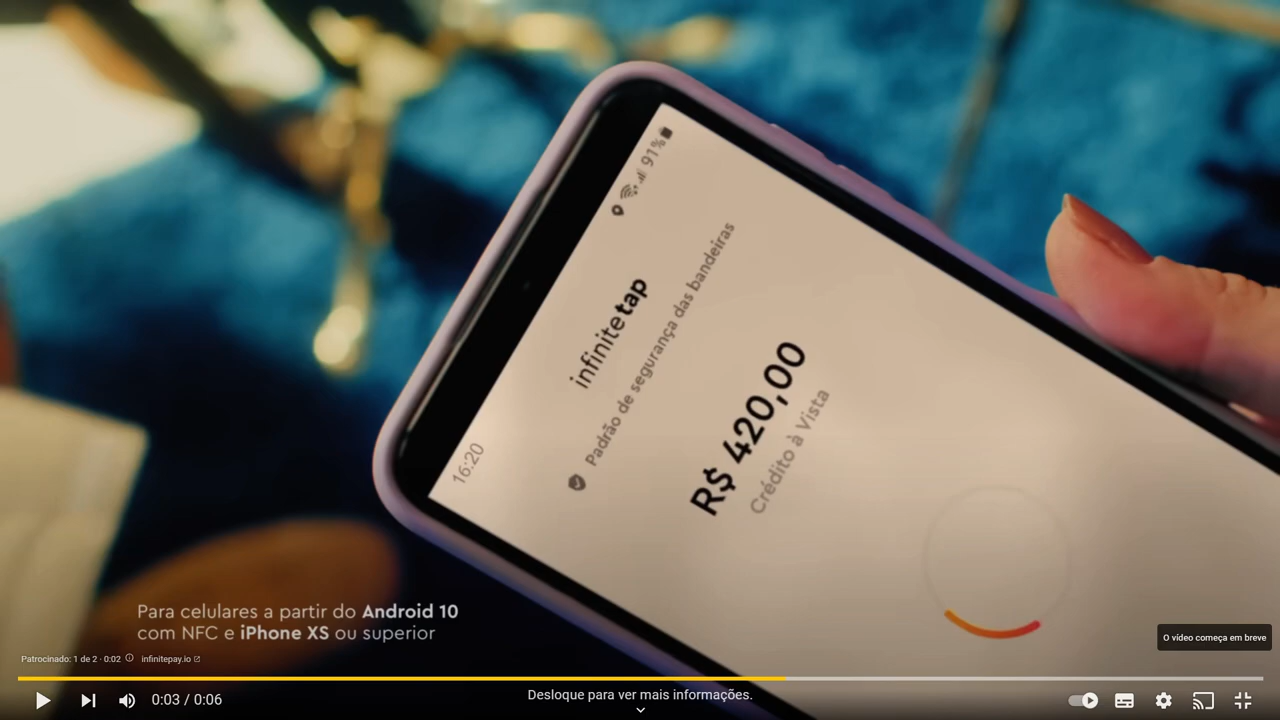 16:20
91%
infinitetap
Padrão de segurança das bandeiras
R$ 420,00
Crédito à Vista
Para celulares a partir do Android 10
com NFC e iPhone XS ou superior
O vídeo começa em breve
Patrocinado: 1 de 2 · 0:02
infinitepay.io
0:03 / 0:06
Desloque para ver mais informações.